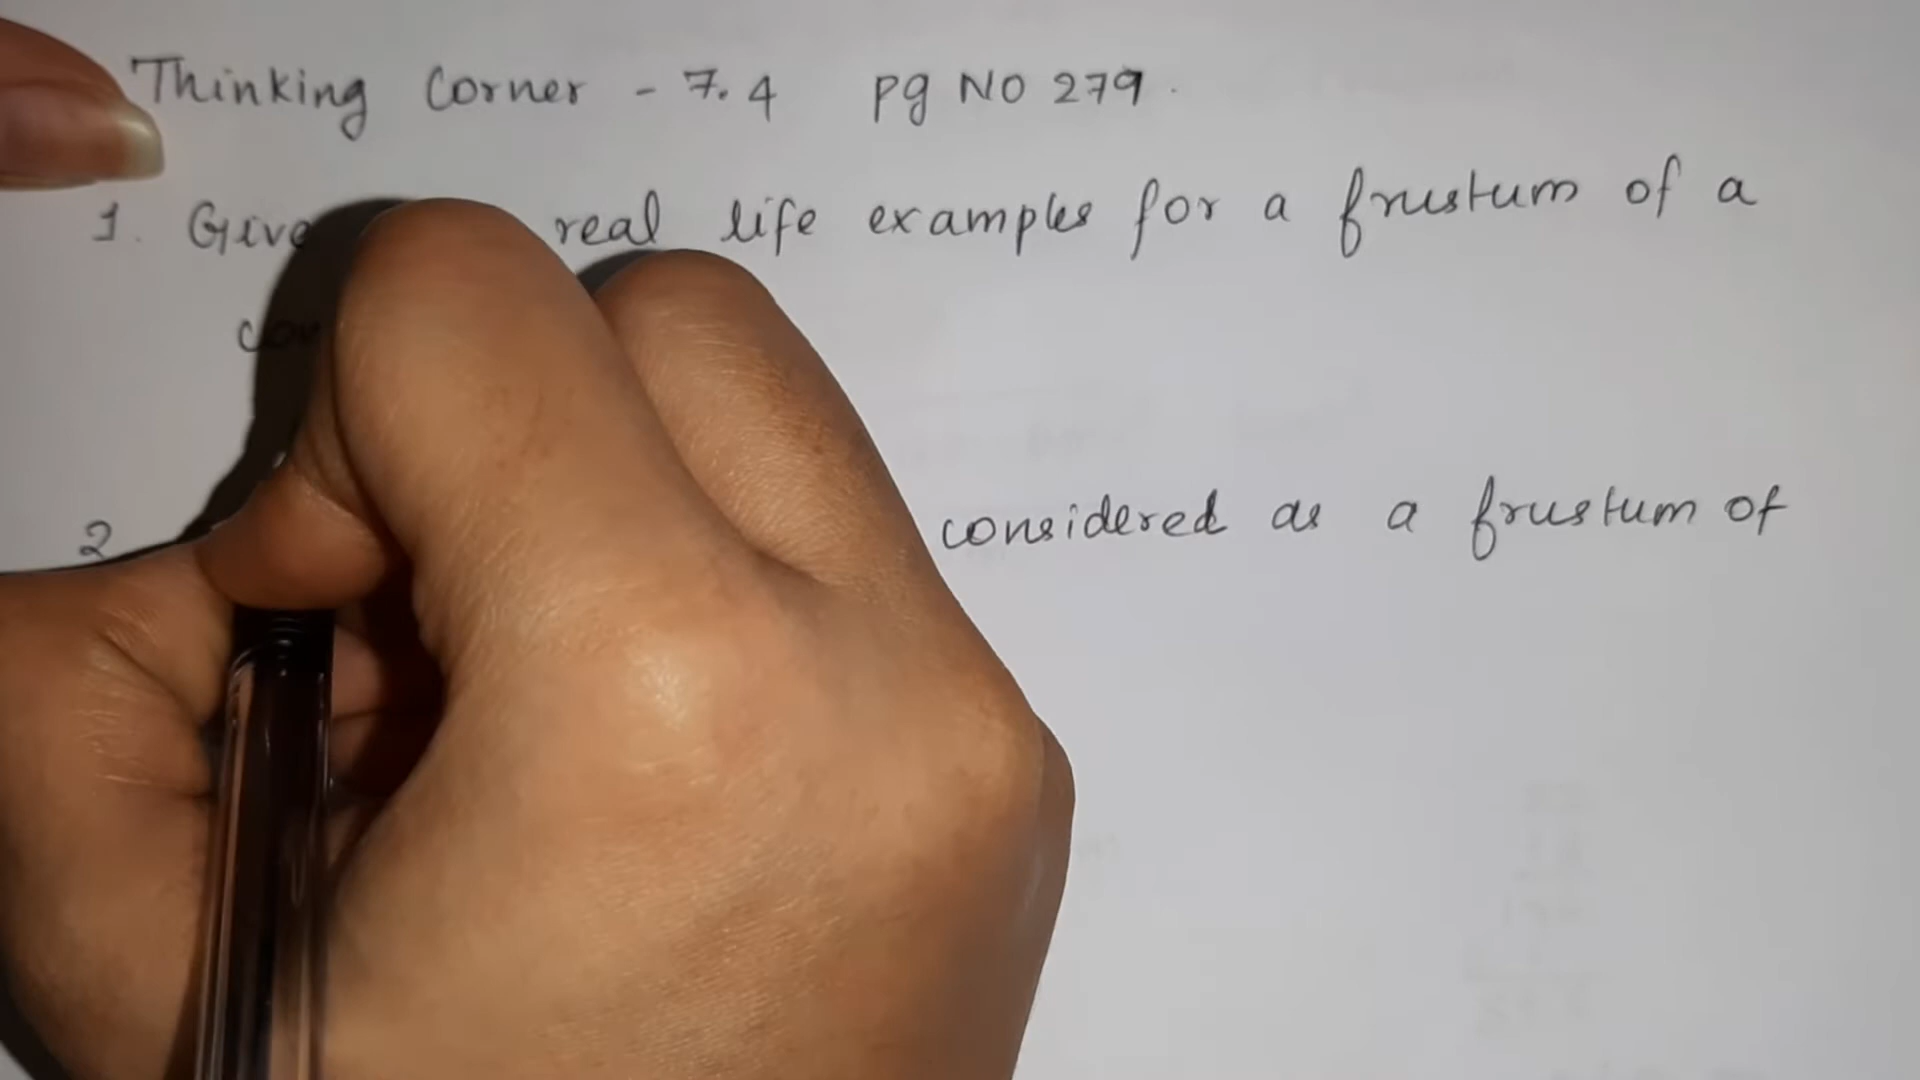 Thinking Corner - 7.4 Pg NO 279.
1. Give real life examples for a frustum of a
2 considered as a frustum of